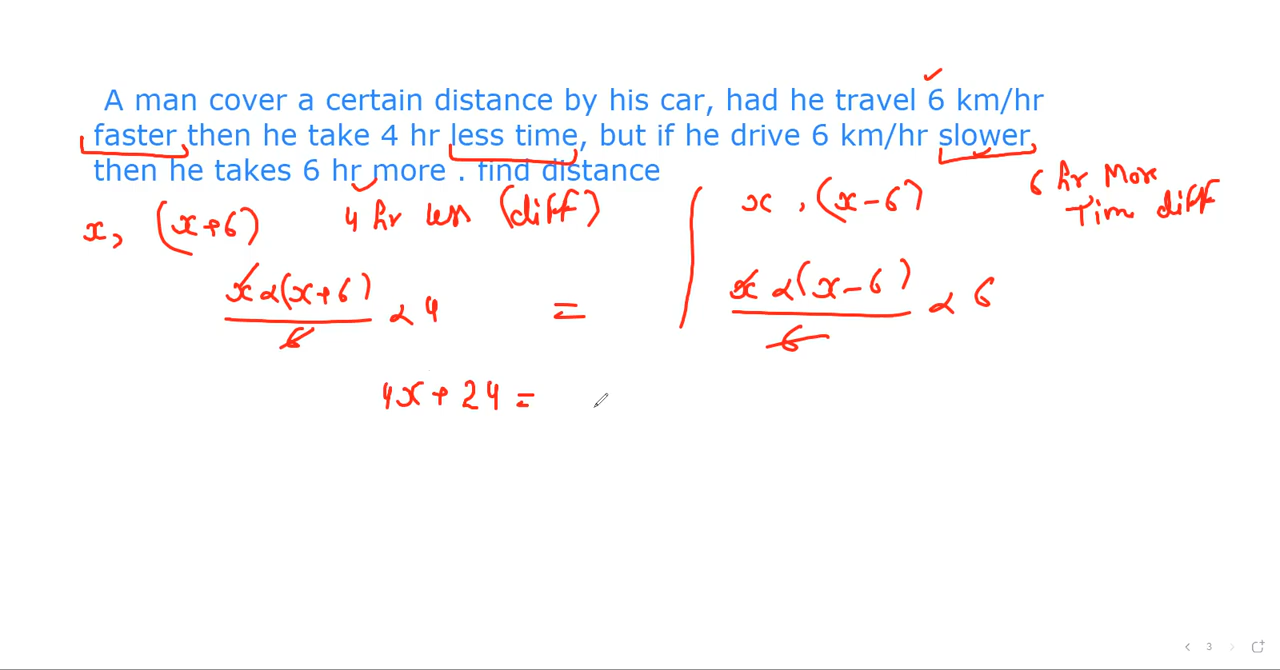 A man cover a certain distance by his car, had he travel 6 km/hr
faster then he take 4 hr less time, but if he drive 6 km/hr slower,
then he takes 6 hr more . find distance
x, (x+6)
4 hr less (diff)
x, (x-6)
6 hr More
Time diff
x×(x+6)
6
×4
=
x×(x-6)
6
×6
4x+24=
3